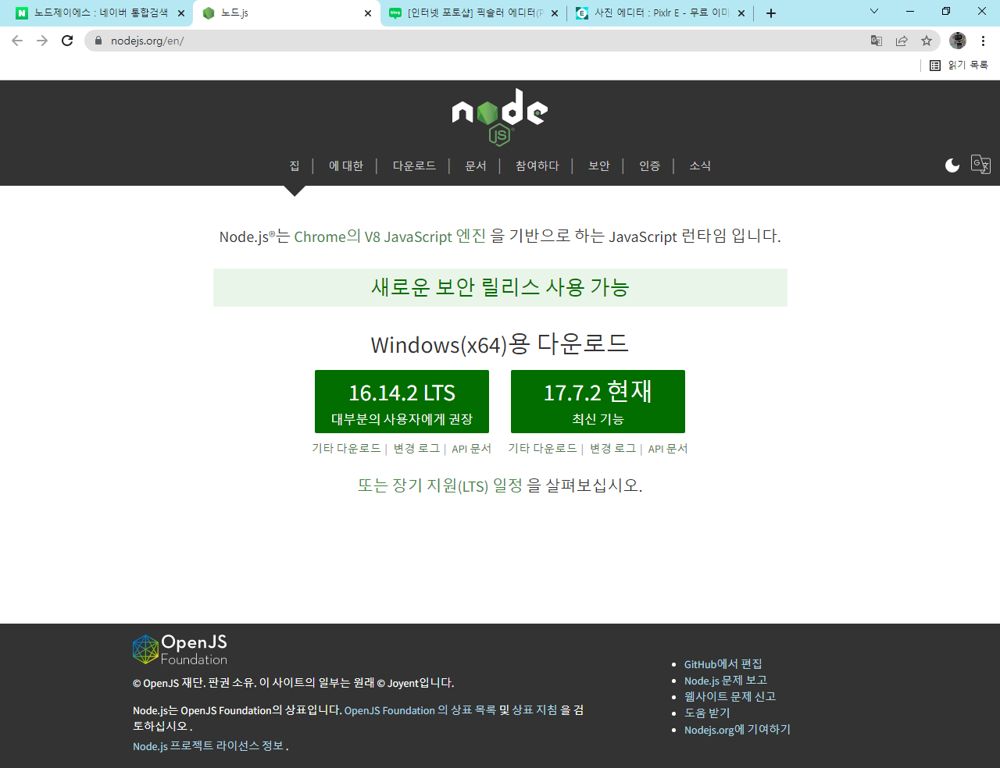 노드제이에스 : 네이버 통합검색
노드.js
[인터넷 포토샵] 픽슬러 에디터(P
사진 에디터 : Pixlr E - 무료 이미
nodejs.org/en/
읽기 목록
node
JS
집
에 대한
다운로드
문서
참여하다
보안
인증
소식
Node.js®는 Chrome의 V8 JavaScript 엔진 을 기반으로 하는 JavaScript 런타임 입니다.
새로운 보안 릴리스 사용 가능
Windows(x64)용 다운로드
16.14.2 LTS
대부분의 사용자에게 권장
17.7.2 현재
최신 기능
기타 다운로드 | 변경 로그 | API 문서
기타 다운로드 | 변경 로그 | API 문서
또는 장기 지원(LTS) 일정 을 살펴보십시오.
OpenJS
Foundation
© OpenJS 재단. 판권 소유. 이 사이트의 일부는 원래 © Joyent입니다.
Node.js는 OpenJS Foundation의 상표입니다. OpenJS Foundation 의 상표 목록 및 상표 지침 을 검
토하십시오 .
Node.js 프로젝트 라이선스 정보 .
GitHub에서 편집
Node.js 문제 보고
웹사이트 문제 신고
도움 받기
Nodejs.org에 기여하기